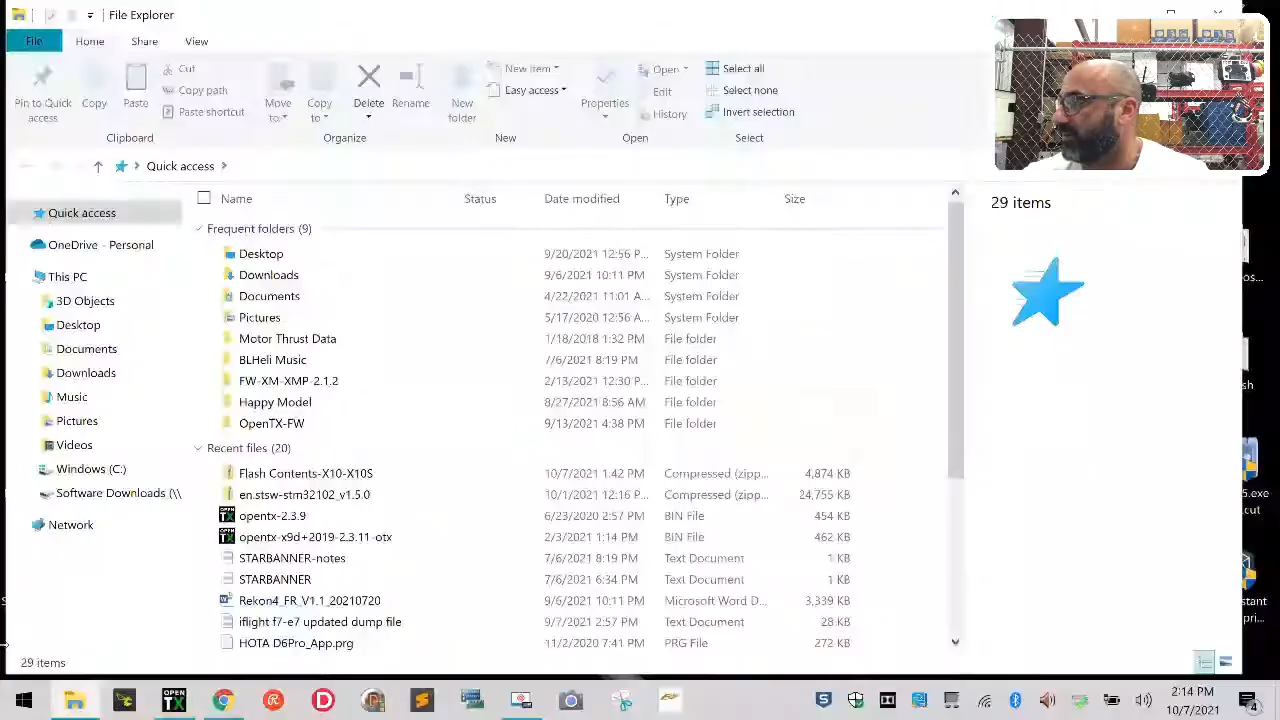 File Explorer
File Home Share View
Pin to Quick access
Copy
Paste
Cut
Copy path
Paste shortcut
Move to
Copy to
Delete
Rename
New folder
New item
Easy access
Properties
Open
Edit
History
Select all
Select none
Invert selection
Clipboard Organize New Open Select
Quick access
Name Status Date modified Type Size
Quick access
OneDrive - Personal
This PC
3D Objects
Desktop
Documents
Downloads
Music
Pictures
Videos
Windows (C:)
Software Downloads (\\
Network
Frequent folders (9)
Desktop 9/20/2021 12:56 P... System Folder
Downloads 9/6/2021 10:11 PM System Folder
Documents 4/22/2021 11:01 A... System Folder
Pictures 5/17/2020 12:56 A... System Folder
Motor Thrust Data 1/18/2018 1:32 PM File folder
BLHeli Music 7/6/2021 8:19 PM File folder
FW-XM-XMP-2.1.2 2/13/2021 12:30 P... File folder
Happy Model 8/27/2021 8:56 AM File folder
OpenTX-FW 9/13/2021 4:38 PM File folder
Recent files (20)
Flash Contents-X10-X10S 10/7/2021 1:42 PM Compressed (zipp... 4,874 KB
en.stsw-stm32102_v1.5.0 10/1/2021 12:16 P... Compressed (zipp... 24,755 KB
opentx-2.3.9 6/23/2020 2:57 PM BIN File 454 KB
opentx-x9d+2019-2.3.11-otx 2/3/2021 1:14 PM BIN File 462 KB
STARBANNER-notes 7/6/2021 8:19 PM Text Document 1 KB
STARBANNER 7/6/2021 6:34 PM Text Document 1 KB
Rekon4_FR_V1.1_20210720 9/6/2021 10:11 PM Microsoft Word D... 3,339 KB
iflight f7-e7 updated dump file 9/7/2021 2:57 PM Text Document 28 KB
HOTA D6Pro_App.prg 11/2/2020 7:41 PM PRG File 272 KB
29 items
29 items
os...
sh
5.exe
cut
stant
pri...
OPEN
TX
2:14 PM
10/7/2021
4